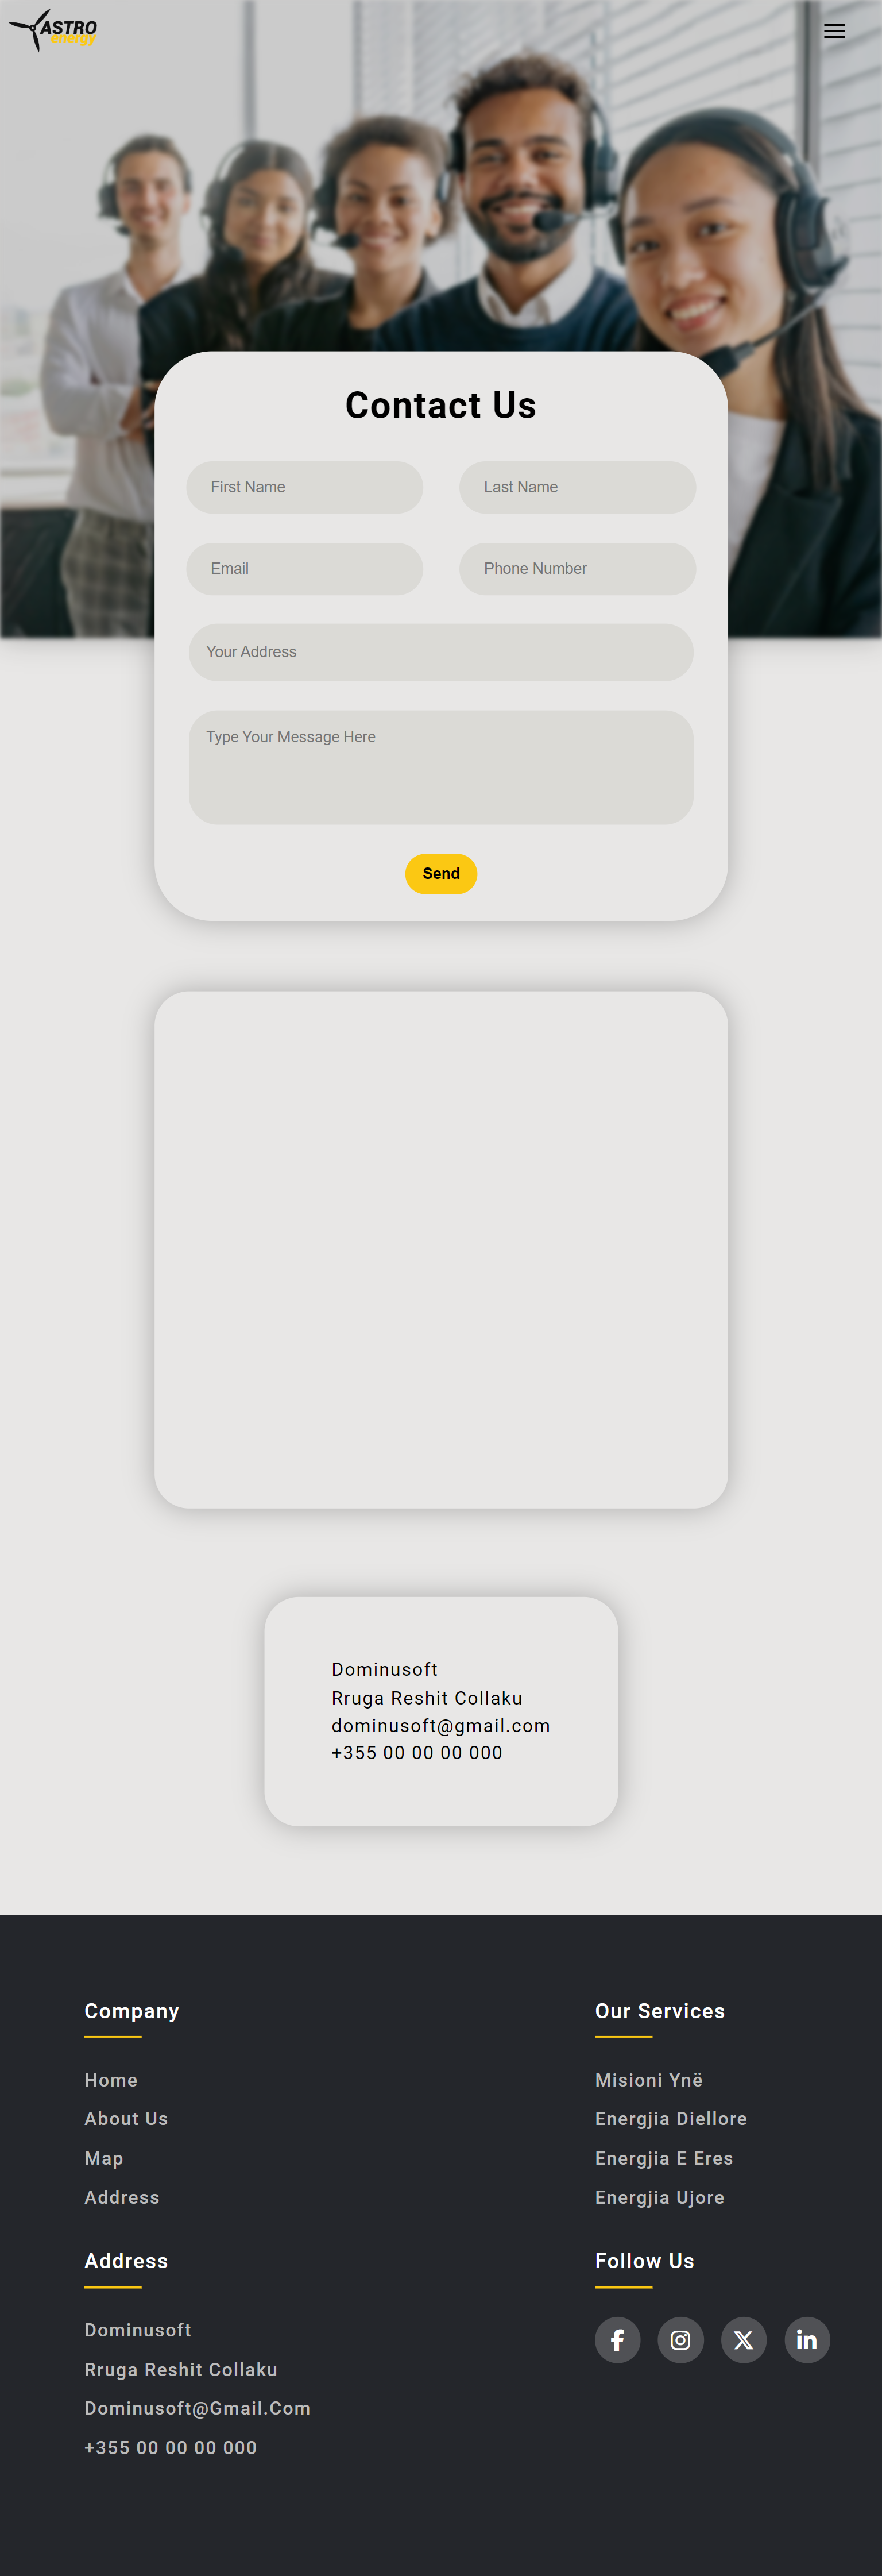 ASTRO
energy
Contact Us
First Name
Last Name
Email
Phone Number
Your Address
Type Your Message Here
Send
Dominusoft
Rruga Reshit Collaku
dominusoft@gmail.com
+355 00 00 00 000
Company
Home
About Us
Map
Address
Our Services
Misioni Ynë
Energjia Diellore
Energjia E Eres
Energjia Ujore
Address
Dominusoft
Rruga Reshit Collaku
Dominusoft@Gmail.Com
+355 00 00 00 000
Follow Us